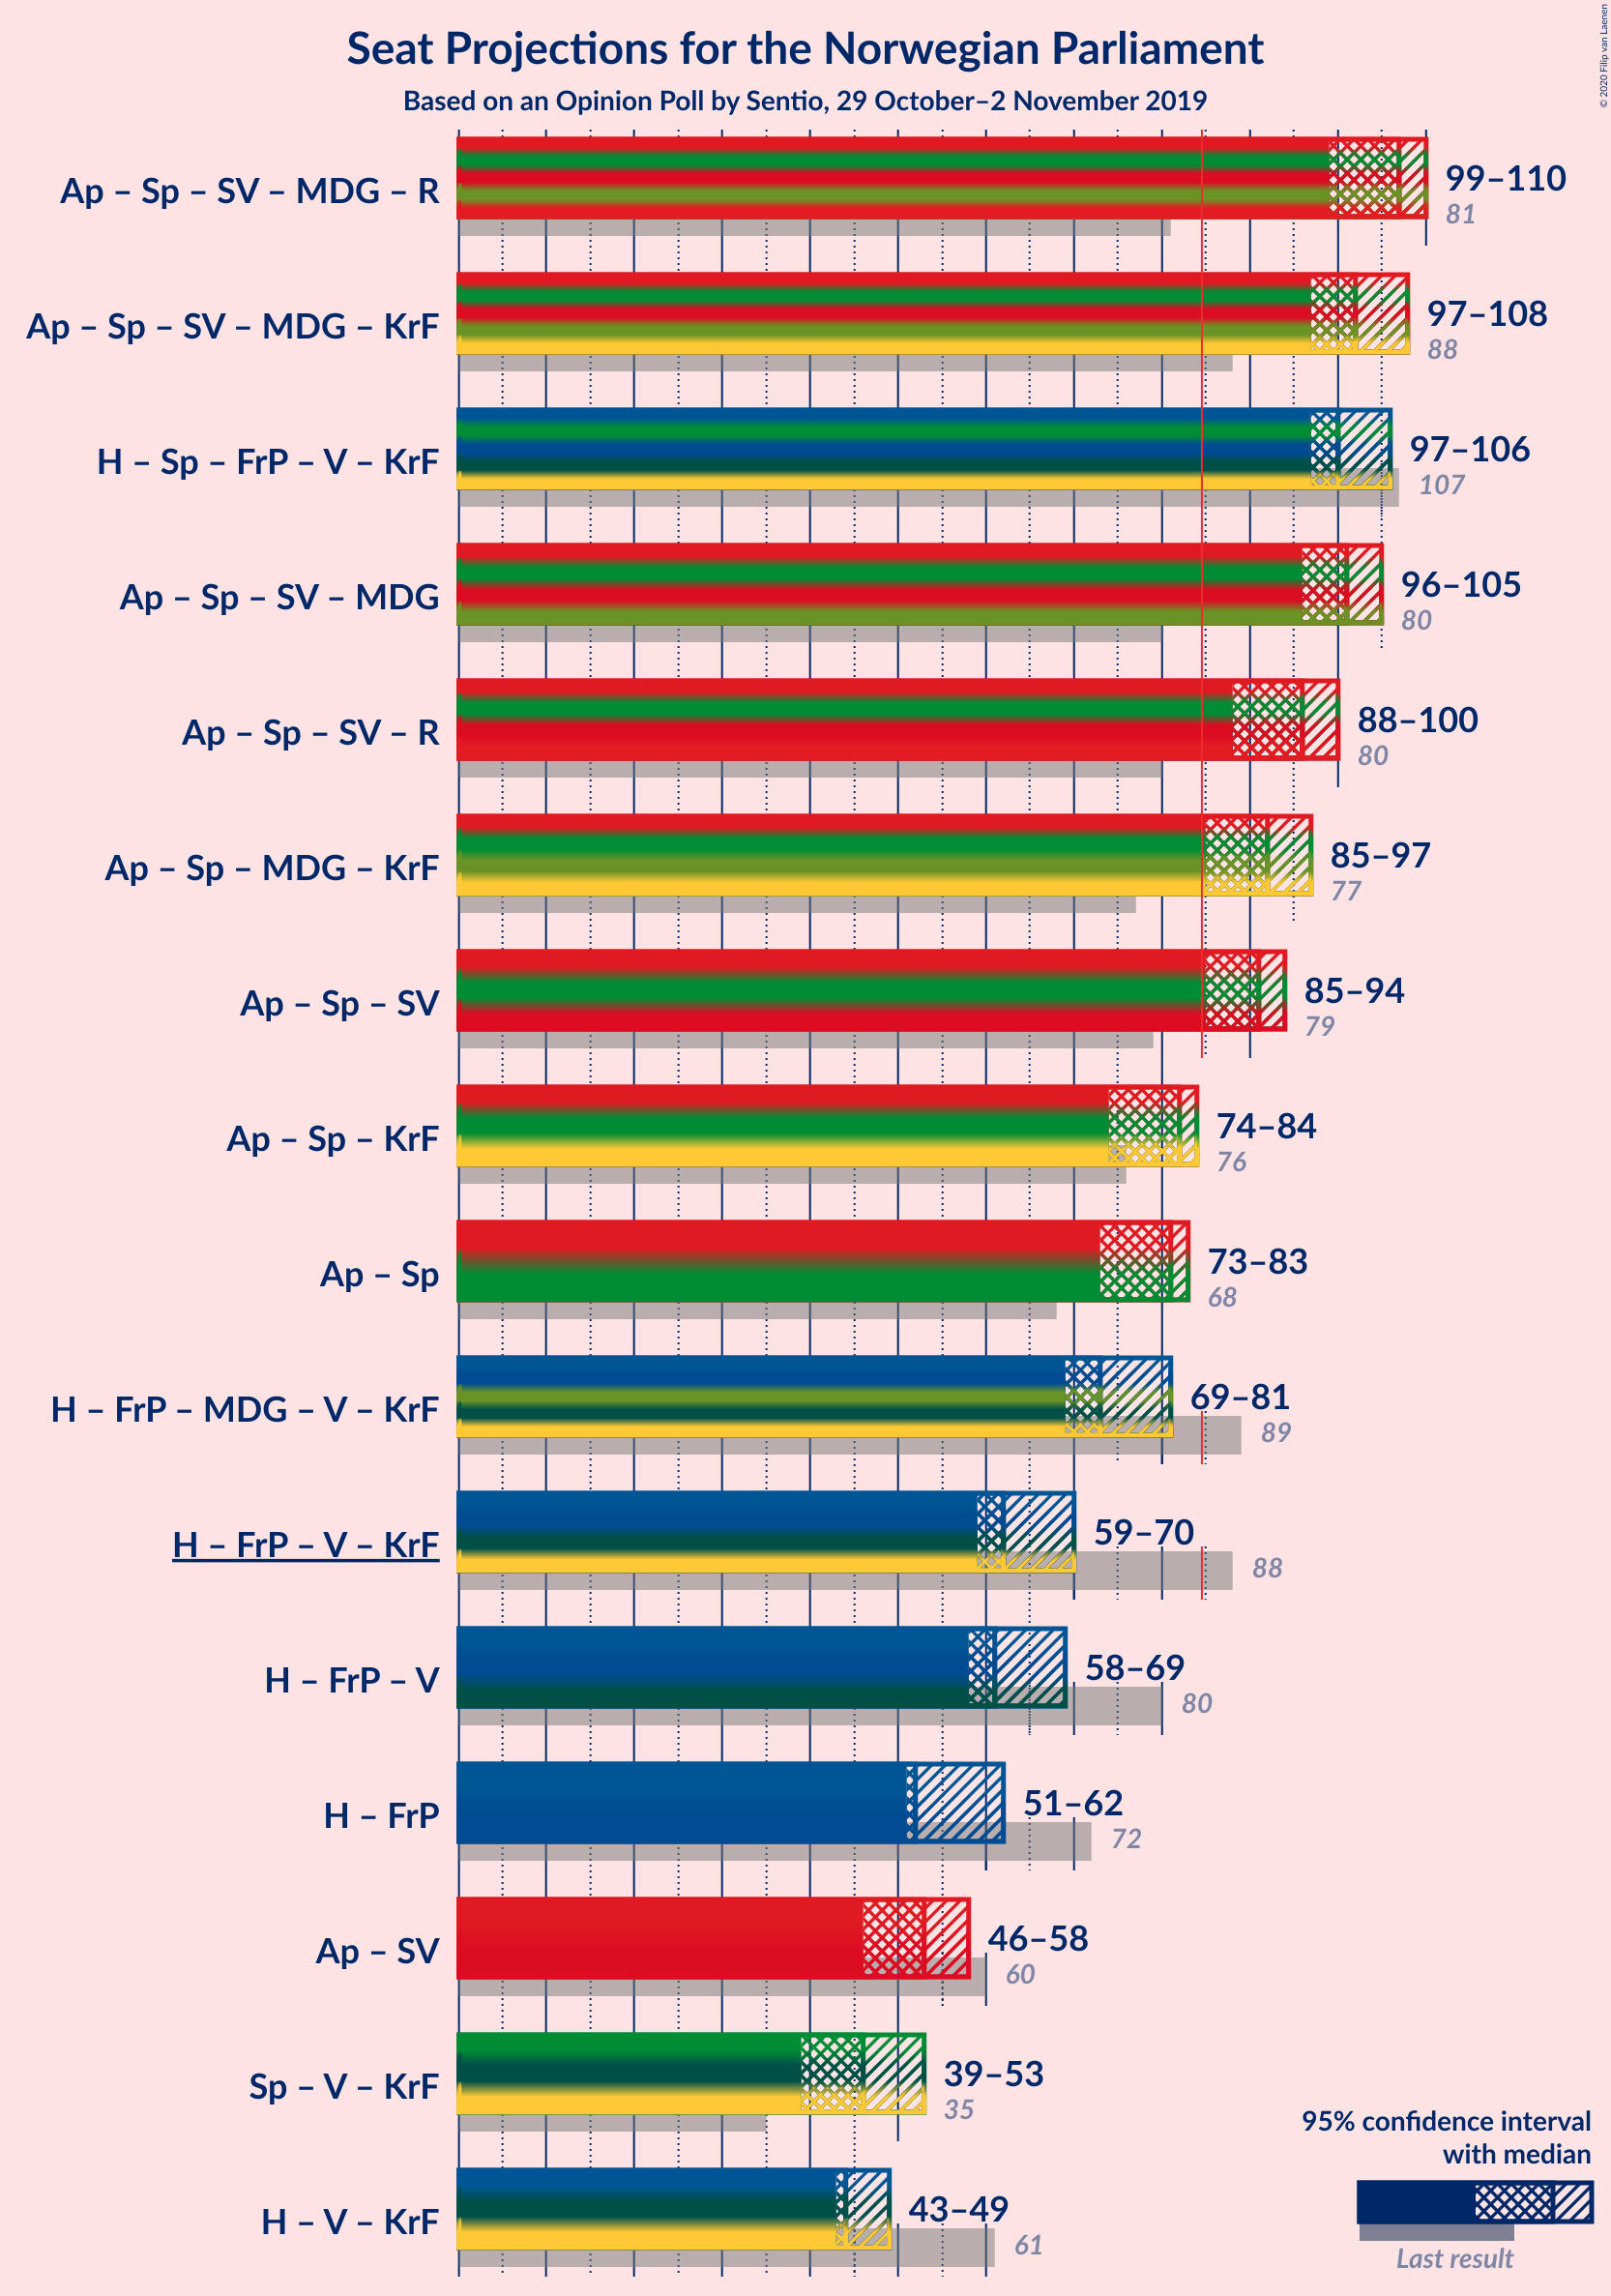 Seat Projections for the Norwegian Parliament
Based on an Opinion Poll by Sentio, 29 October–2 November 2019
© 2020 Filip van Laenen
Ap – Sp – SV – MDG – R
99–110
81
Ap – Sp – SV – MDG – KrF
97–108
88
H – Sp – FrP – V – KrF
97–106
107
Ap – Sp – SV – MDG
96–105
80
Ap – Sp – SV – R
88–100
80
Ap – Sp – MDG – KrF
85–97
77
Ap – Sp – SV
85–94
79
Ap – Sp – KrF
74–84
76
Ap – Sp
73–83
68
H – FrP – MDG – V – KrF
69–81
89
H – FrP – V – KrF
59–70
88
H – FrP – V
58–69
80
H – FrP
51–62
72
Ap – SV
46–58
60
Sp – V – KrF
39–53
35
H – V – KrF
43–49
61
95% confidence interval
with median
Last result